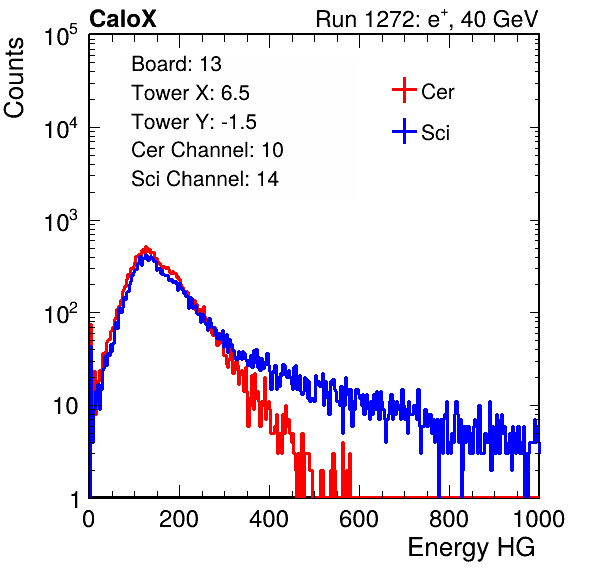 CaloX Run 1272: e⁺, 40 GeV
Counts
Board: 13
Tower X: 6.5
Tower Y: -1.5
Cer Channel: 10
Sci Channel: 14
Cer
Sci
10⁵
10⁴
10³
10²
10
1
0 200 400 600 800 1000
Energy HG